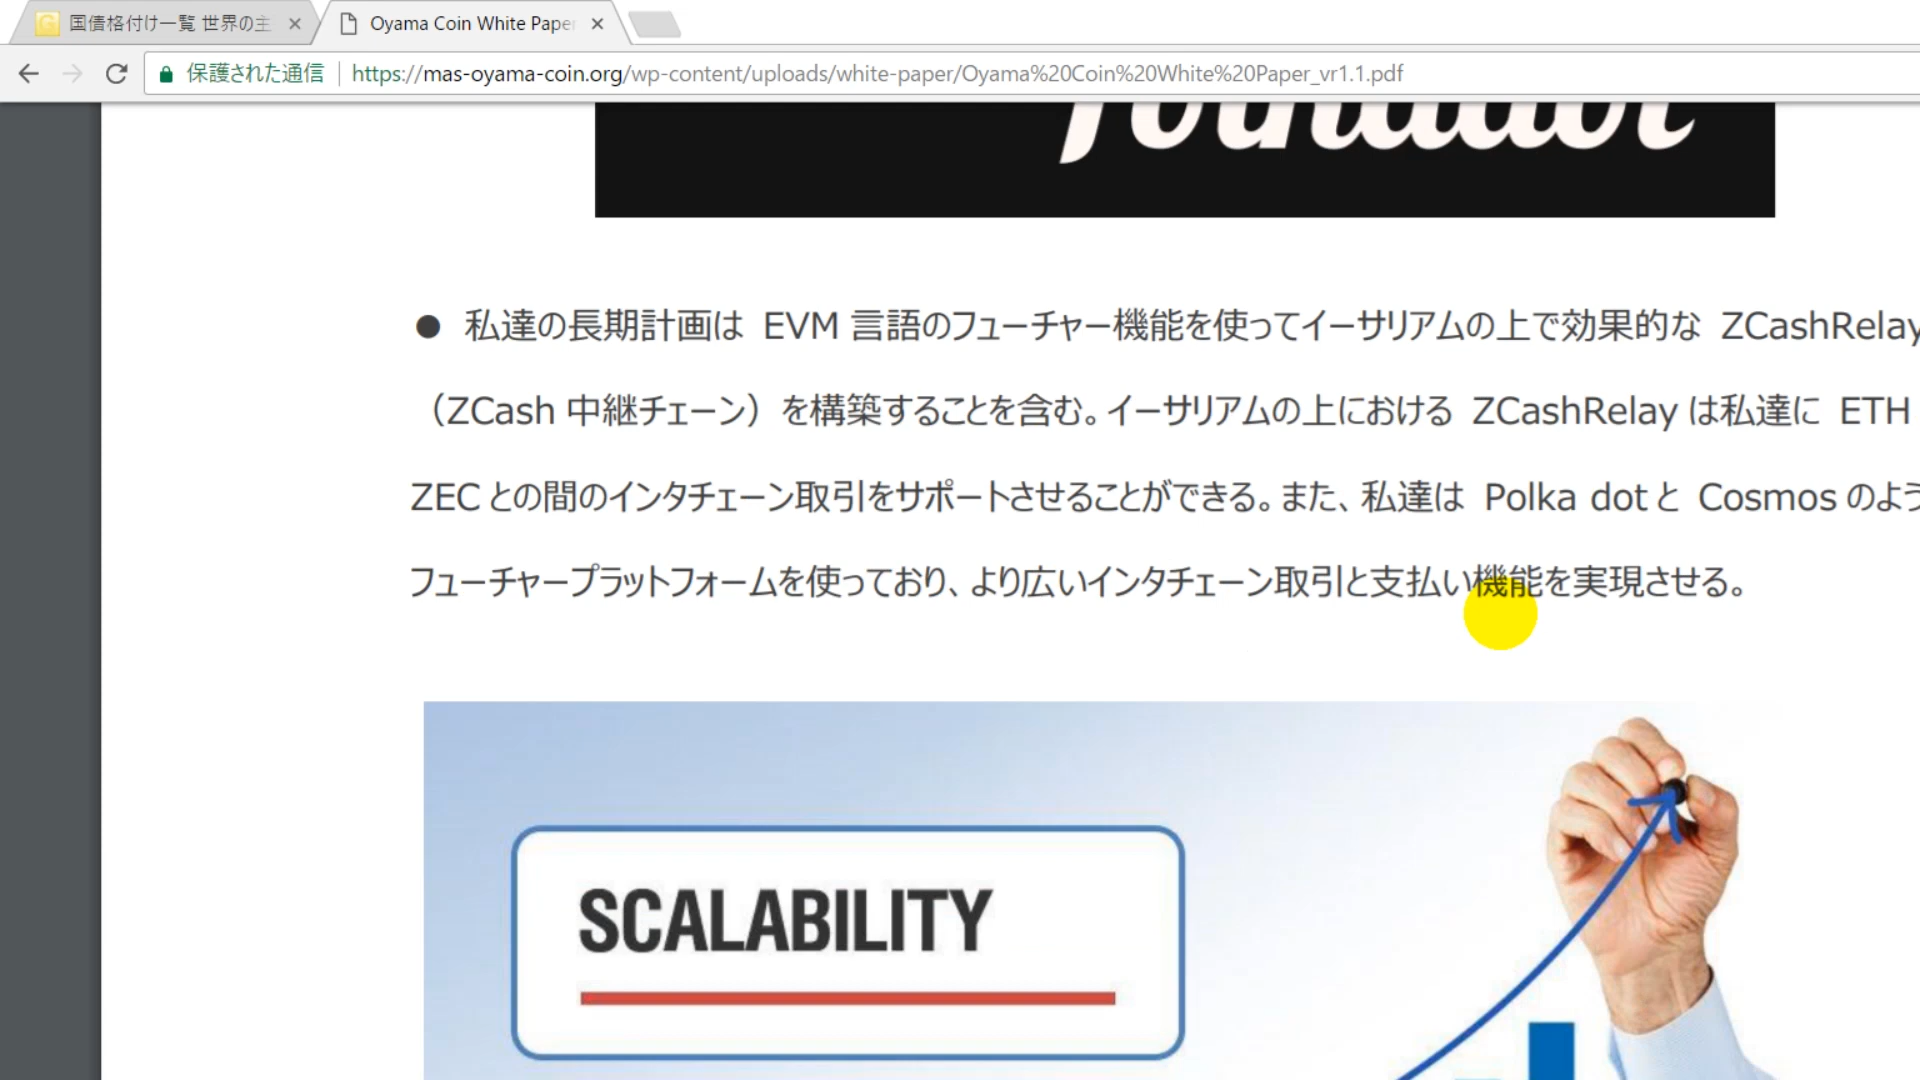 国債格付け一覧 世界の主
Oyama Coin White Pape
保護された通信
https://mas-oyama-coin.org/wp-content/uploads/white-paper/Oyama%20Coin%20White%20Paper_vr1.1.pdf
● 私達の長期計画は EVM 言語のフューチャー機能を使ってイーサリアムの上で効果的な ZCashRelay
（ZCash 中継チェーン）を構築することを含む。イーサリアムの上における ZCashRelay は私達に ETH
ZEC との間のインタチェーン取引をサポートさせることができる。また、私達は Polka dot と Cosmos のよう
フューチャープラットフォームを使っており、より広いインタチェーン取引と支払い機能を実現させる。
SCALABILITY